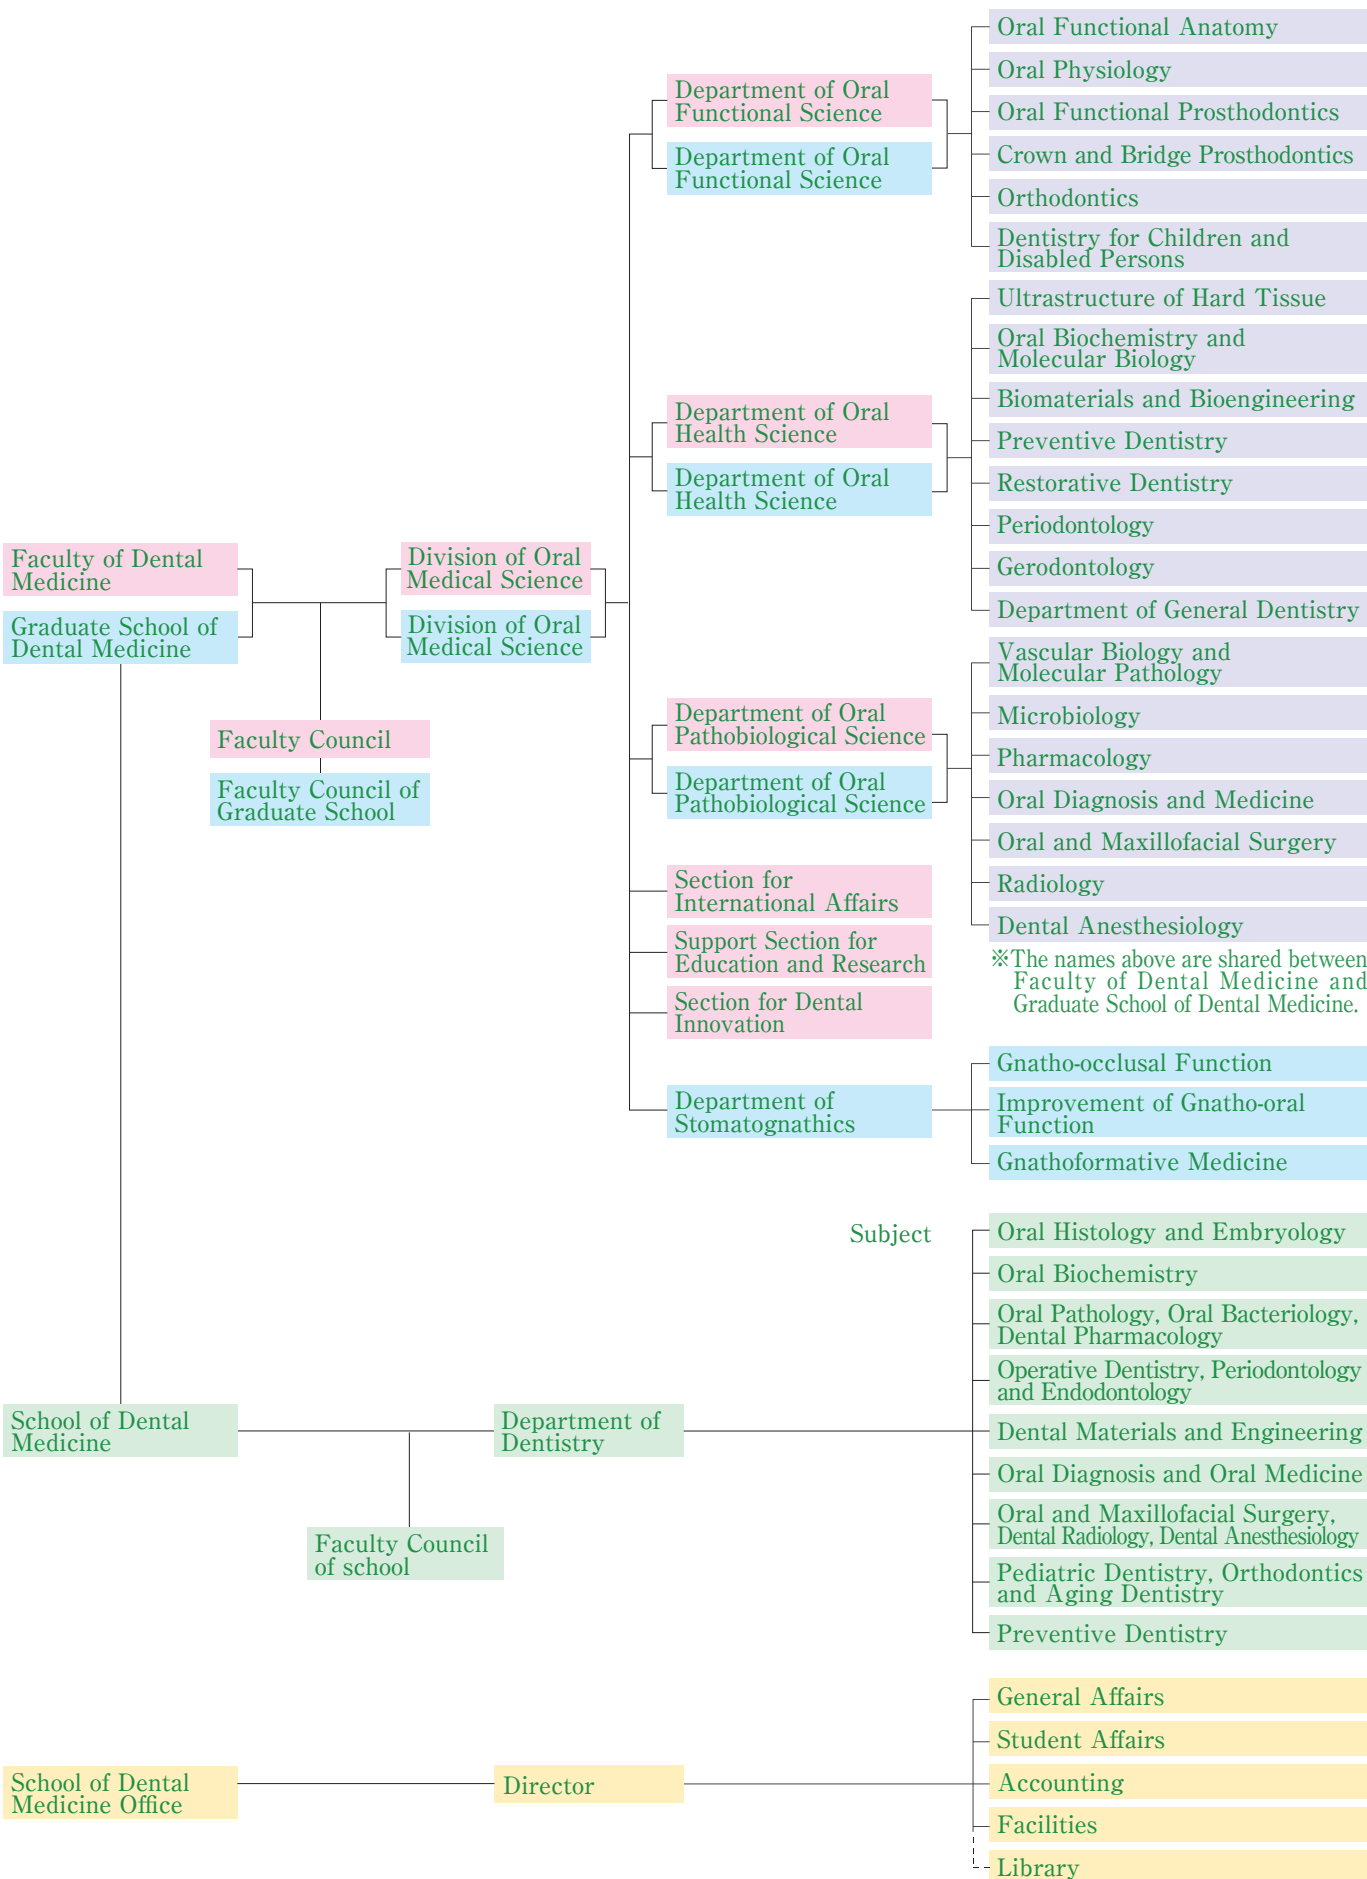 Faculty of Dental
Medicine
Graduate School of
Dental Medicine
Faculty Council
Faculty Council of
Graduate School
Division of Oral
Medical Science
Division of Oral
Medical Science
Department of Oral
Functional Science
Department of Oral
Functional Science
Oral Functional Anatomy
Oral Physiology
Oral Functional Prosthodontics
Crown and Bridge Prosthodontics
Orthodontics
Dentistry for Children and
Disabled Persons
Department of Oral
Health Science
Department of Oral
Health Science
Ultrastructure of Hard Tissue
Oral Biochemistry and
Molecular Biology
Biomaterials and Bioengineering
Preventive Dentistry
Restorative Dentistry
Periodontology
Gerodontology
Department of General Dentistry
Department of Oral
Pathobiological Science
Department of Oral
Pathobiological Science
Vascular Biology and
Molecular Pathology
Microbiology
Pharmacology
Oral Diagnosis and Medicine
Oral and Maxillofacial Surgery
Radiology
Dental Anesthesiology
※The names above are shared between
Faculty of Dental Medicine and
Graduate School of Dental Medicine.
Section for
International Affairs
Support Section for
Education and Research
Section for Dental
Innovation
Department of
Stomatognathics
Gnatho-occlusal Function
Improvement of Gnatho-oral
Function
Gnathoformative Medicine
School of Dental
Medicine
Faculty Council
of school
Department of
Dentistry
Subject
Oral Histology and Embryology
Oral Biochemistry
Oral Pathology, Oral Bacteriology,
Dental Pharmacology
Operative Dentistry, Periodontology
and Endodontology
Dental Materials and Engineering
Oral Diagnosis and Oral Medicine
Oral and Maxillofacial Surgery,
Dental Radiology, Dental Anesthesiology
Pediatric Dentistry, Orthodontics
and Aging Dentistry
Preventive Dentistry
School of Dental
Medicine Office
Director
General Affairs
Student Affairs
Accounting
Facilities
Library